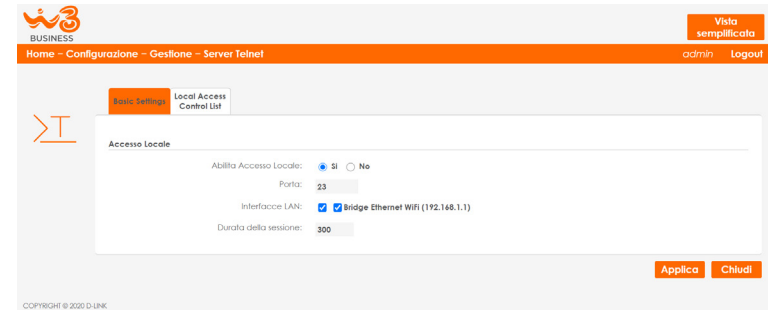 W3
BUSINESS
Vista
semplificata
Home - Configurazione - Gestione - Server Telnet
admin Logout
Basic Settings
Local Access
Control List
Accesso Locale
Abilita Accesso Locale: Si No
Porta: 23
Interfacce LAN: Bridge Ethernet WiFi (192.168.1.1)
Durata della sessione: 300
Applica Chiudi
COPYRIGHT © 2020 D-LINK